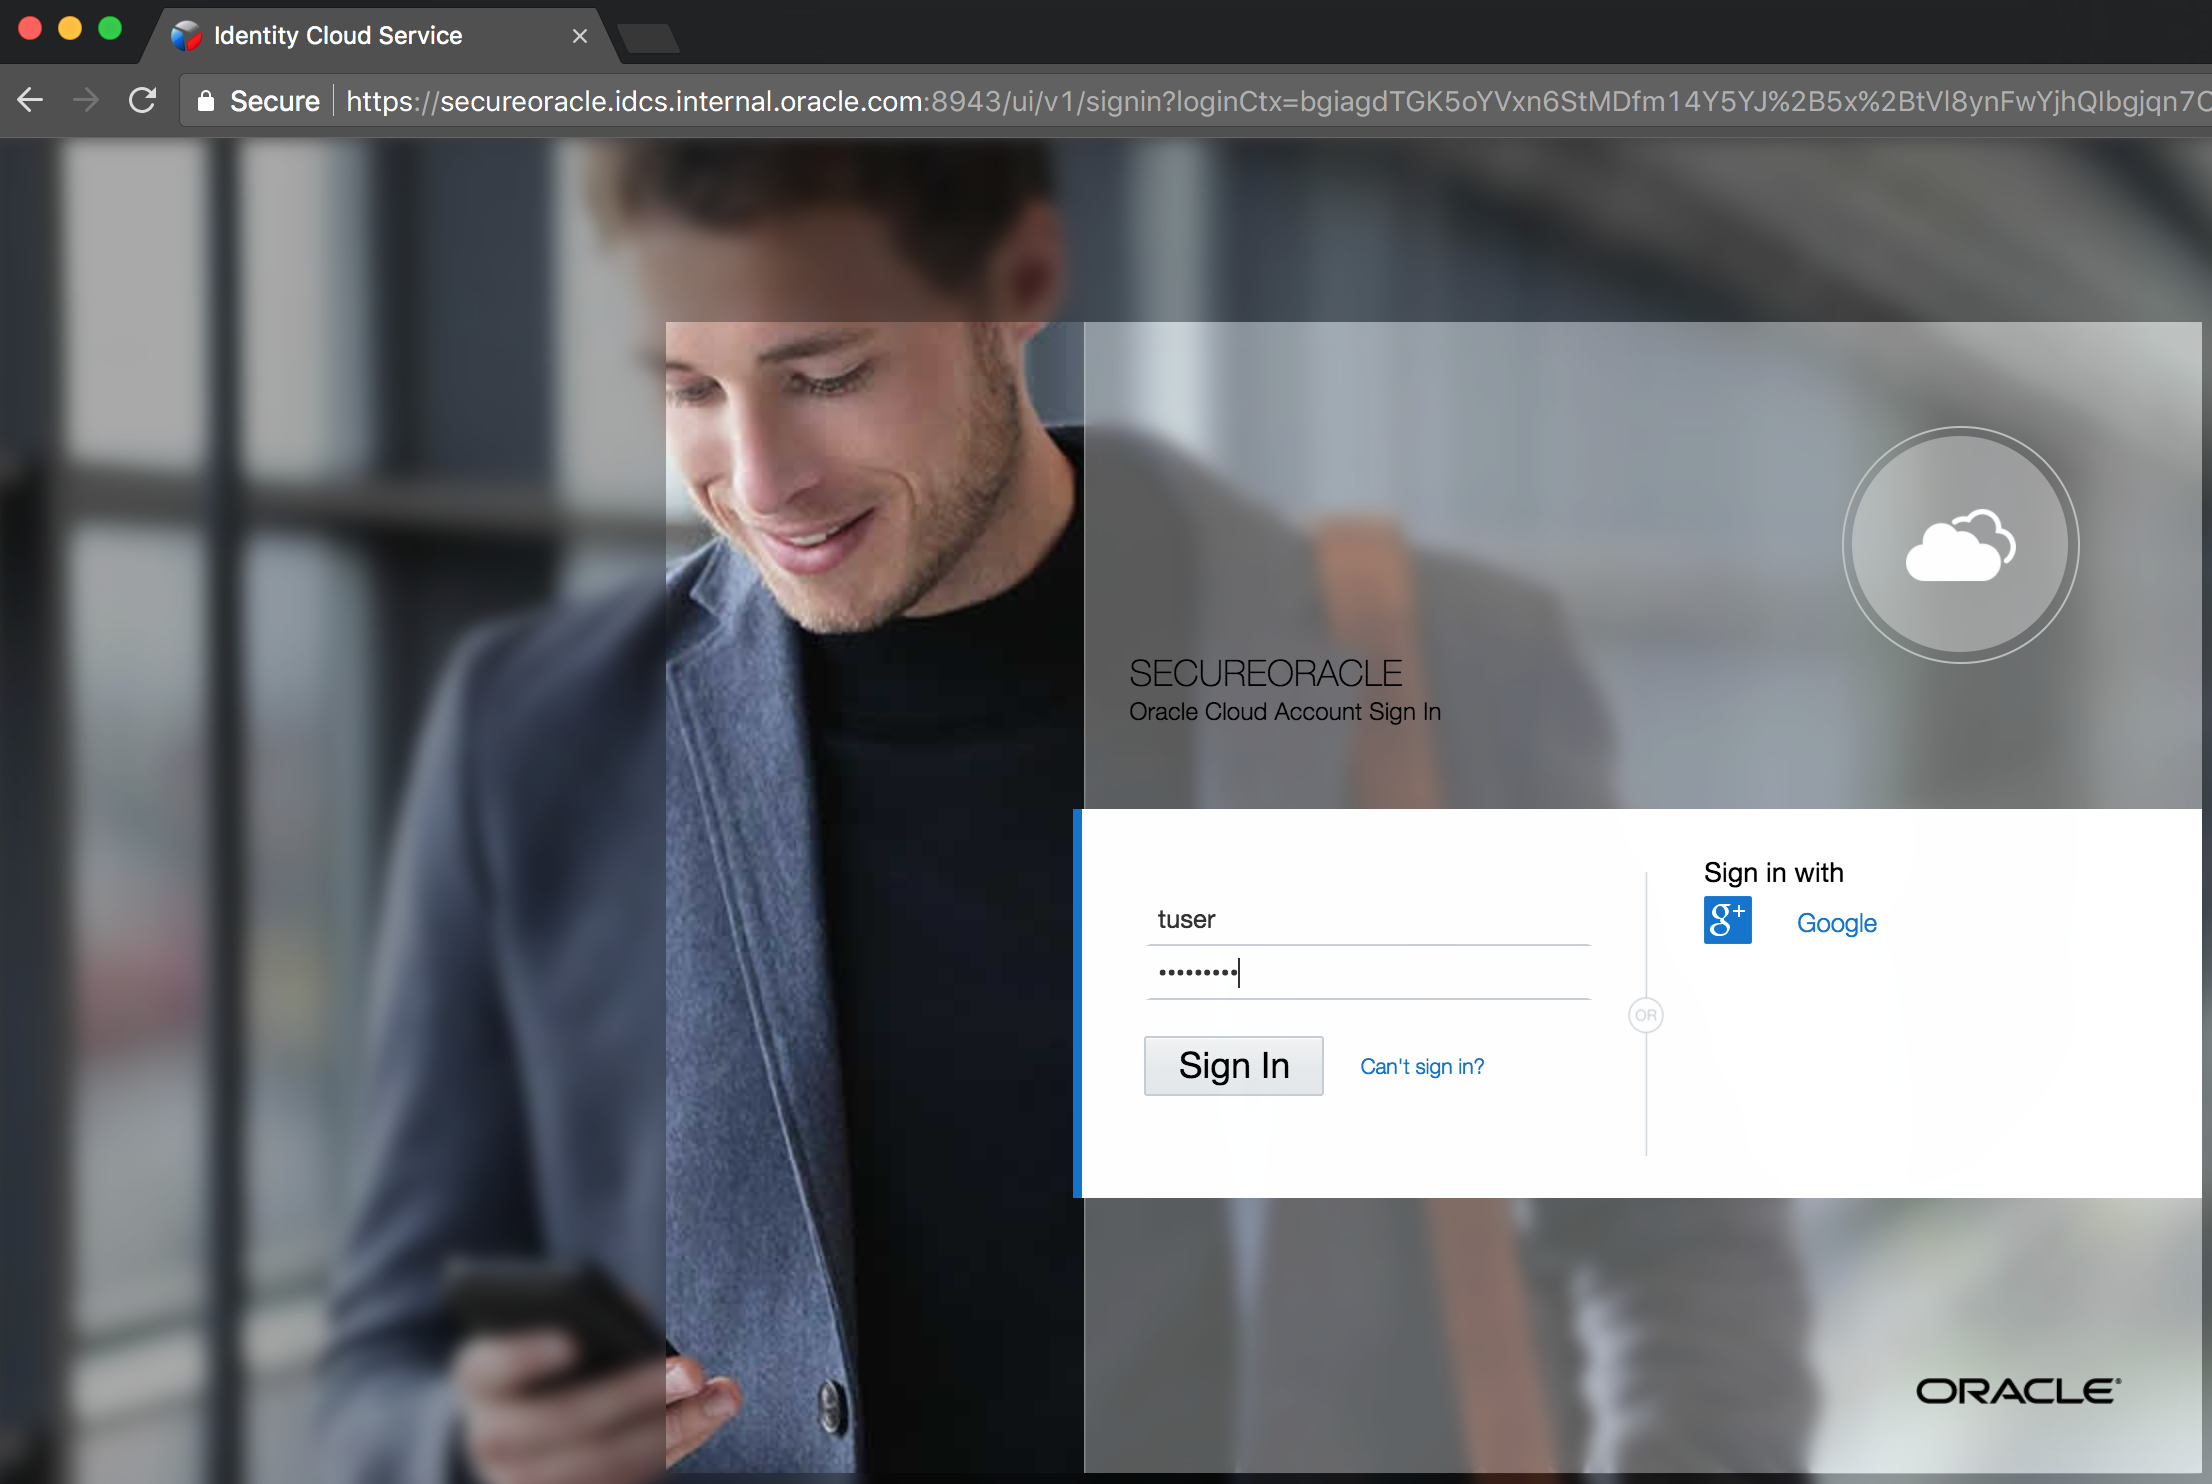 Identity Cloud Service
Secure https://secureoracle.idcs.internal.oracle.com:8943/ui/v1/signin?loginCtx=bgiagdTGK5oYVxn6StMDfm14Y5YJ%2B5x%2BtVl8ynFwYjhQIbgjqn7C
SECUREORACLE
Oracle Cloud Account Sign In
tuser
•••••••••
Sign In
Can't sign in?
OR
Sign in with
g+ Google
ORACLE®